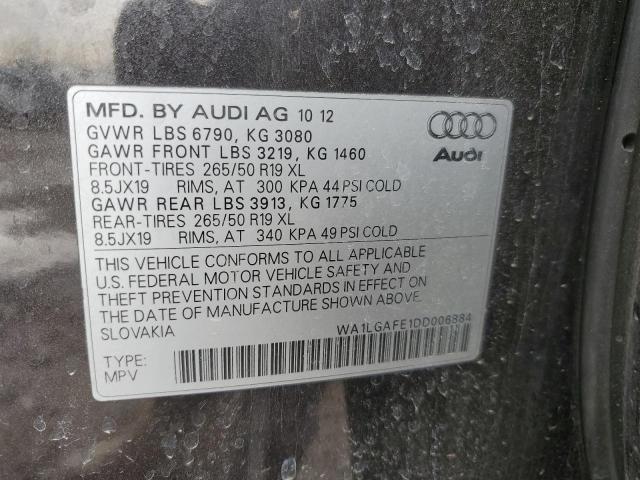 MFD. BY AUDI AG 10 12
GVWR LBS 6790, KG 3080
GAWR FRONT LBS 3219, KG 1460
FRONT-TIRES 265/50 R19 XL
8.5JX19 RIMS, AT 300 KPA 44 PSI COLD
GAWR REAR LBS 3913, KG 1775
REAR-TIRES 265/50 R19 XL
8.5JX19 RIMS, AT 340 KPA 49 PSI COLD
Audi
THIS VEHICLE CONFORMS TO ALL APPLICABLE
U.S. FEDERAL MOTOR VEHICLE SAFETY AND
THEFT PREVENTION STANDARDS IN EFFECT ON
THE DATE OF MANUFACTURE SHOWN ABOVE.
SLOVAKIA WA1LGAFE1DD006884
TYPE:
MPV